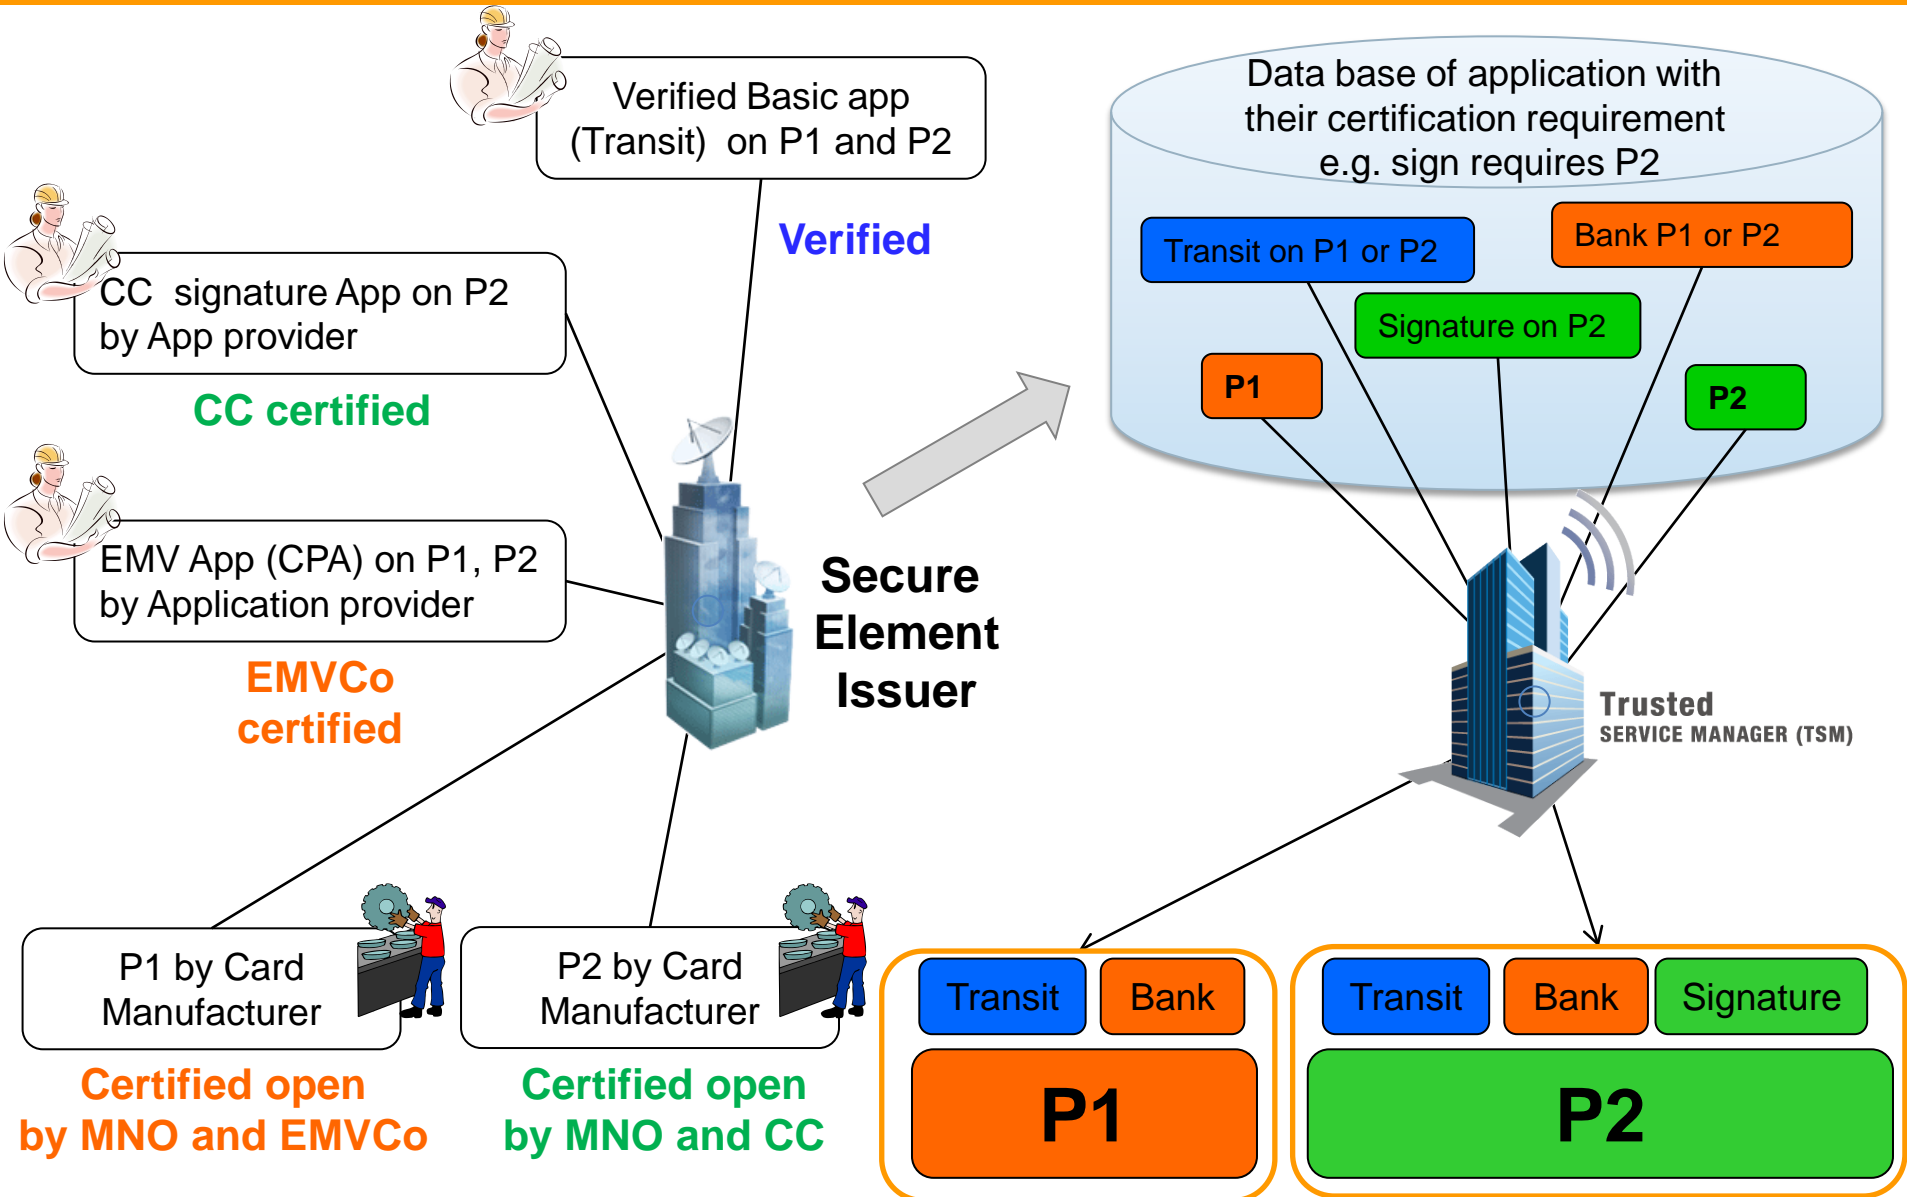 Verified Basic app
(Transit)  on P1 and P2
Verified
CC  signature App on P2
by App provider
CC certified
EMV App (CPA) on P1, P2
by Application provider
EMVCo
certified
Secure
Element
Issuer
P1 by Card
Manufacturer
Certified open
by MNO and EMVCo
P2 by Card
Manufacturer
Certified open
by MNO and CC
Data base of application with
their certification requirement
e.g. sign requires P2
Transit on P1 or P2
Bank P1 or P2
Signature on P2
P1
P2
Trusted
SERVICE MANAGER (TSM)
Transit
Bank
P1
Transit
Bank
Signature
P2